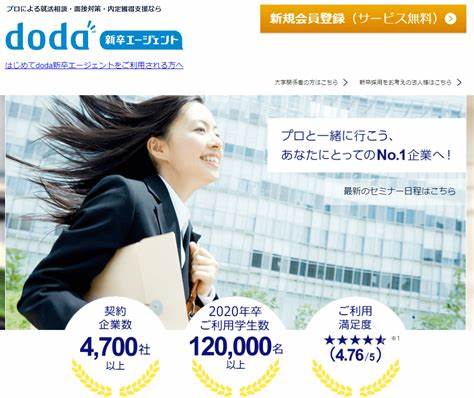 プロによる就活相談・面接対策・内定獲得支援なら
doda 新卒エージェント
はじめてdoda新卒エージェントをご利用される方へ
新規会員登録（サービス無料）
大学関係者の方はこちら
新卒採用をお考えの法人様はこちら
プロと一緒に行こう、
あなたにとってのNo.1企業へ！
最新のセミナー日程はこちら
契約
企業数
4,700社
以上
2020年卒
ご利用学生数
120,000名
以上
ご利用
満足度
★★★★★ ※1
（4.76/5）